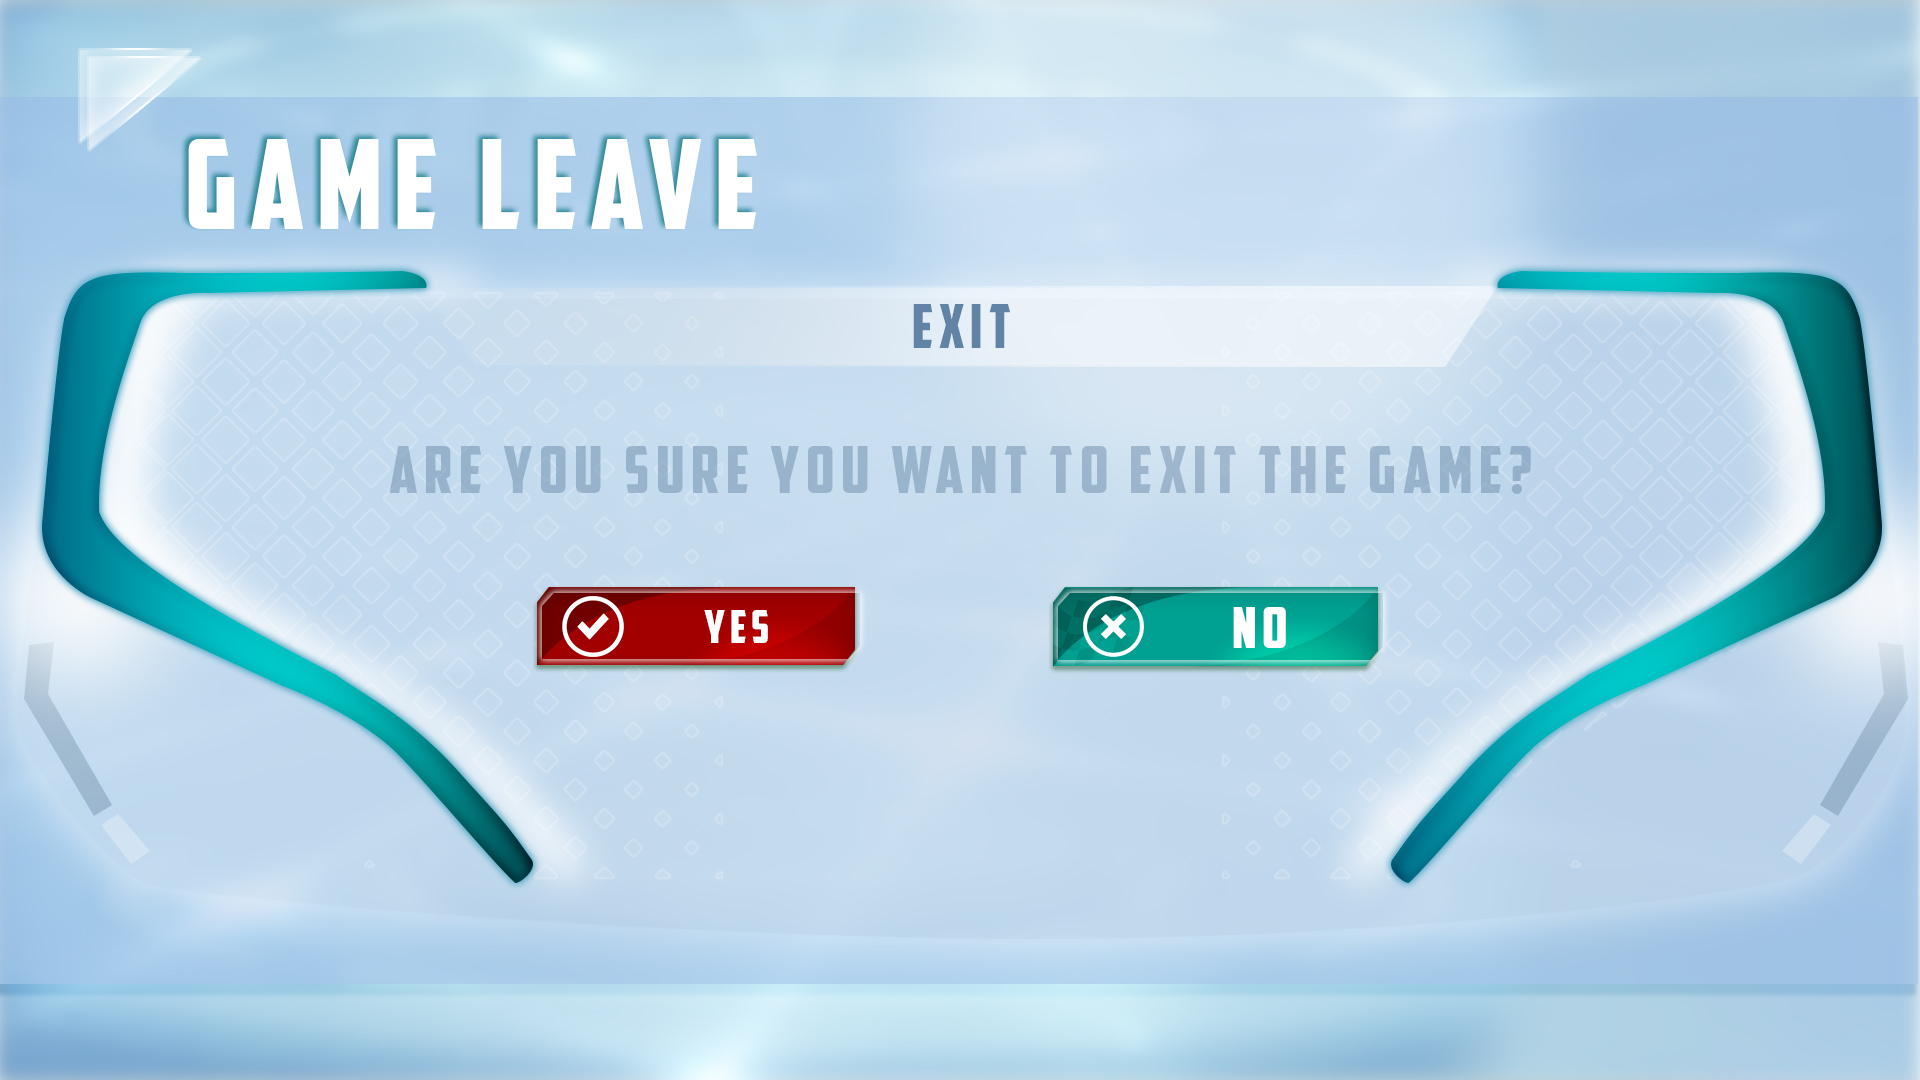 GAME LEAVE
EXIT
ARE YOU SURE YOU WANT TO EXIT THE GAME?
YES
NO